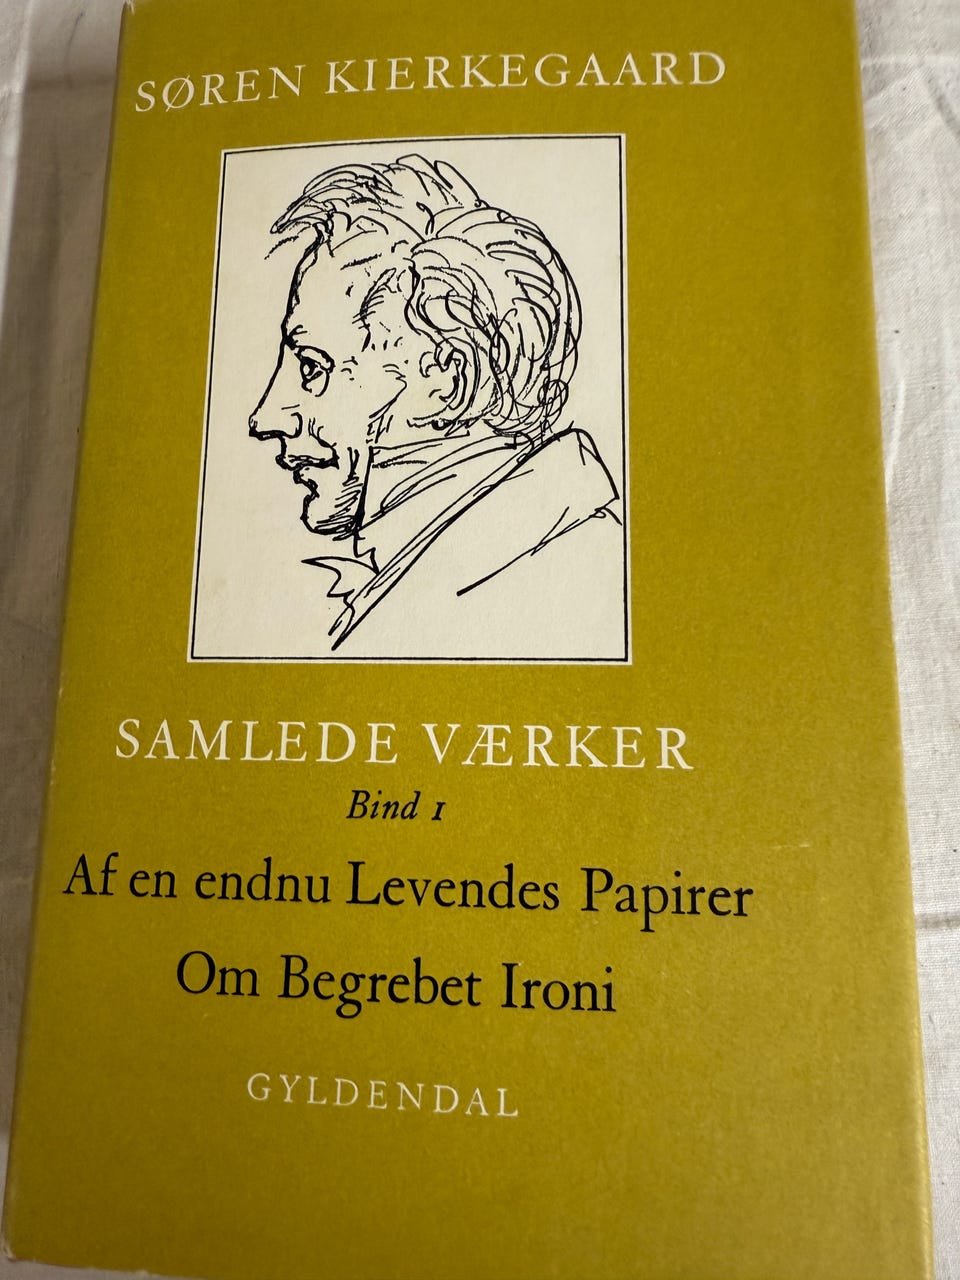 SØREN KIERKEGAARD
SAMLEDE VÆRKER
Bind 1
Af en endnu Levendes Papirer
Om Begrebet Ironi
GYLDENDAL